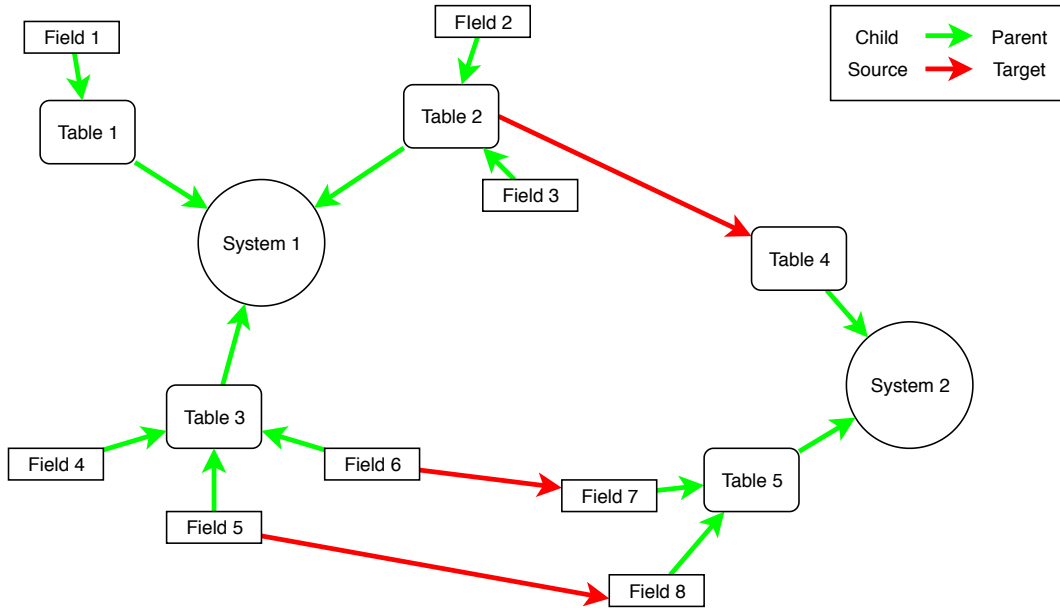 Field 1
FIeld 2
Child
Parent
Source
Target
Table 1
Table 2
Field 3
System 1
Table 4
System 2
Table 3
Field 4
Field 6
Table 5
Field 7
Field 5
Field 8